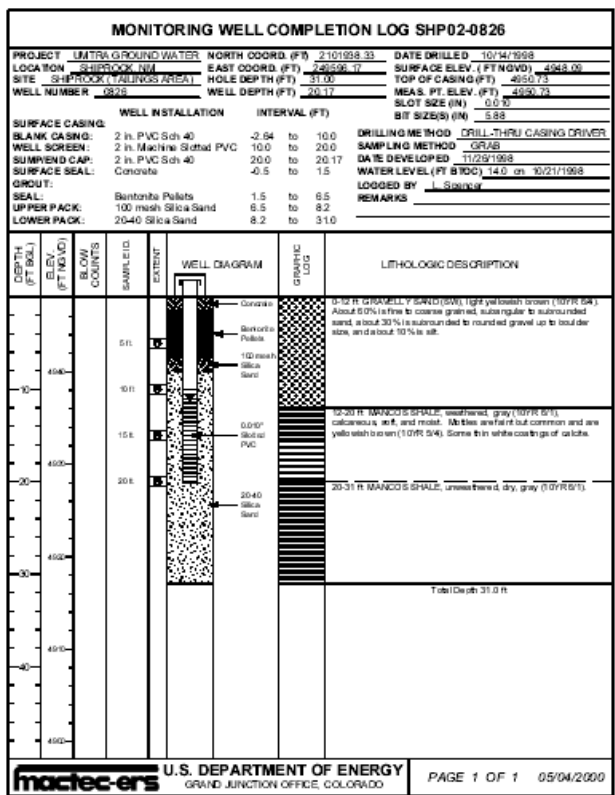 MONITORING WELL COMPLETION LOG SHP02-0826
PROJECT UMTRA GROUND WATER NORTH COORD. (FT) 2101938.33 DATE DRILLED 10/14/1998
LOCATION SHIPROCK, NM EAST COORD. (FT) 249596.17 SURFACE ELEV. (FT NGVD) 4948.09
SITE SHIPROCK (TAILINGS AREA) HOLE DEPTH (FT) 31.00 TOP OF CASING (FT) 4950.73
WELL NUMBER 0826 WELL DEPTH (FT) 20.17 MEAS. PT. ELEV. (FT) 4950.73
SLOT SIZE (IN) 0.010
WELL INSTALLATION INTERVAL (FT) BIT SIZE(S) (IN) 5.88
SURFACE CASING:
BLANK CASING: 2 in. PVC Sch 40 -2.64 to 10.0 DRILLING METHOD DRILL-THRU CASING DRIVER
WELL SCREEN: 2 in. Machine Slotted PVC 10.0 to 20.0 SAMPLING METHOD GRAB
SUMP/END CAP: 2 in. PVC Sch 40 20.0 to 20.17 DATE DEVELOPED 11/26/1998
SURFACE SEAL: Concrete -0.5 to 1.5 WATER LEVEL (FT BTOC) 14.0 on 10/21/1998
GROUT: LOGGED BY L. Spencer
SEAL: Bentonite Pellets 1.5 to 6.5 REMARKS
UPPER PACK: 100 mesh Silica Sand 6.5 to 8.2
LOWER PACK: 20-40 Silica Sand 8.2 to 31.0
DEPTH (FT BGL)
ELEV. (FT NGVD)
BLOW COUNTS
SAMPLE ID.
EXTENT
WELL DIAGRAM
GRAPHIC LOG
LITHOLOGIC DESCRIPTION
Concrete
Bentonite
Pellets
100 mesh
Silica
Sand
0.010"
Slotted
PVC
20-40
Silica
Sand
5 ft.
10 ft.
15 ft.
20 ft.
10
20
30
40
4940
4930
4920
4910
4900
0-12 ft GRAVELLY SAND (SW), light yellowish brown (10YR 6/4).
About 60% is fine to coarse grained, subangular to subrounded
sand, about 30% is subrounded to rounded gravel up to boulder
size, and about 10% is silt.
12-20 ft MANCOS SHALE, weathered, gray (10YR 6/1),
calcareous, soft, and moist. Mottles are faint but common and are
yellowish brown (10YR 5/4). Some thin white coatings of calcite.
20-31 ft MANCOS SHALE, unweathered, dry, gray (10YR 6/1).
Total Depth 31.0 ft
mactec-ers
U.S. DEPARTMENT OF ENERGY
GRAND JUNCTION OFFICE, COLORADO
PAGE 1 OF 1 05/04/2000